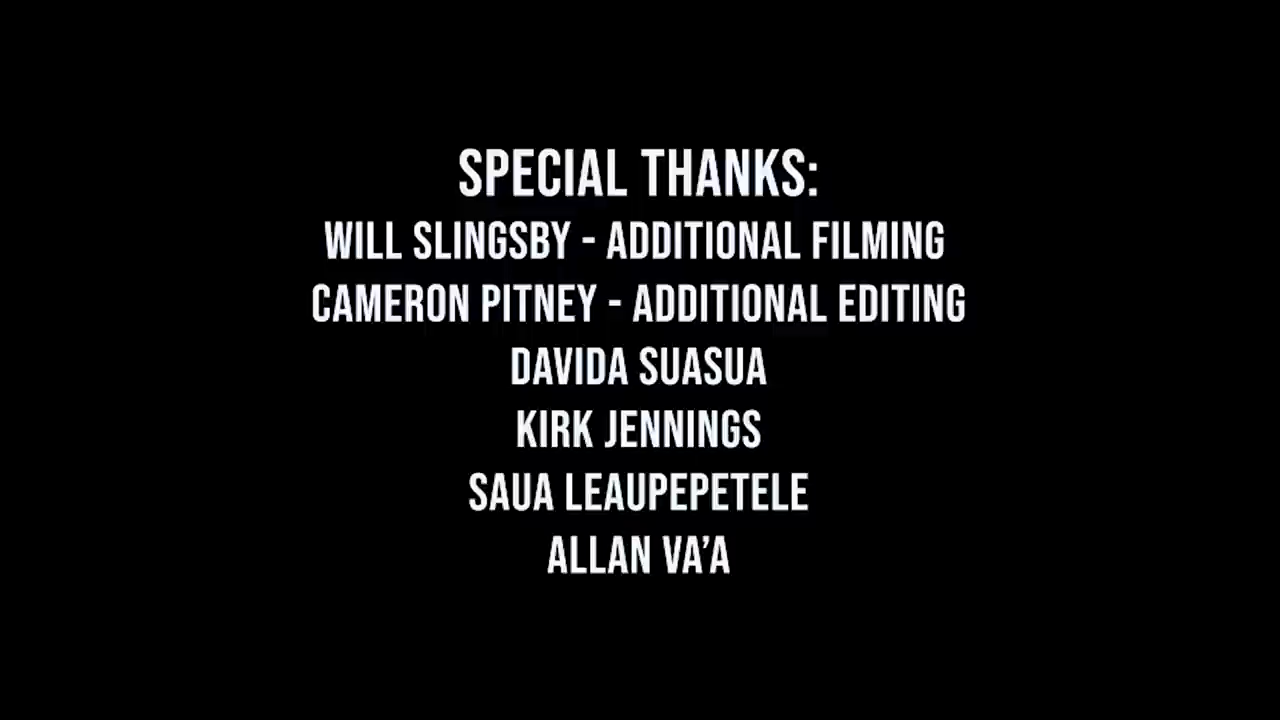 SPECIAL THANKS:
WILL SLINGSBY - ADDITIONAL FILMING
CAMERON PITNEY - ADDITIONAL EDITING
DAVIDA SUASUA
KIRK JENNINGS
SAUA LEAUPEPETELE
ALLAN VA’A